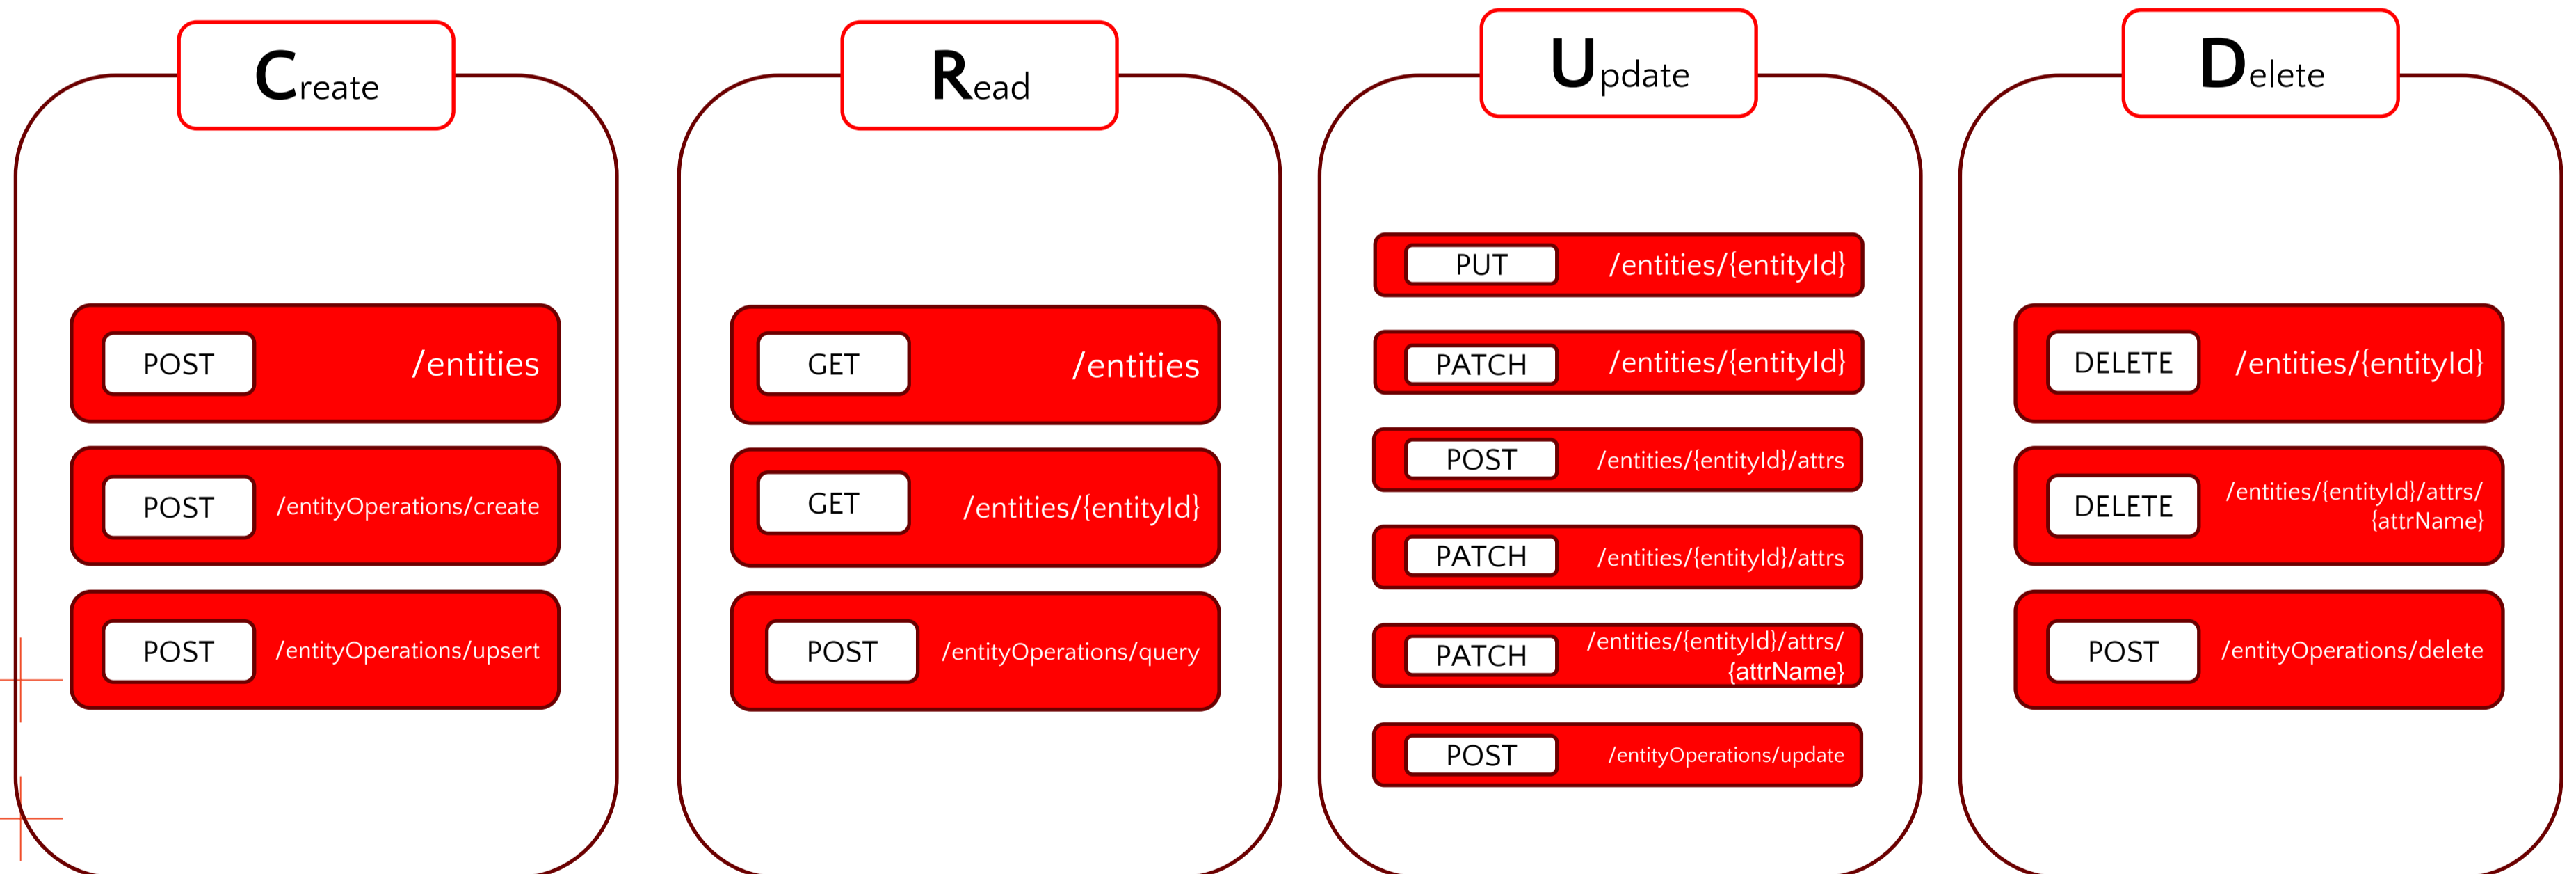 Create
POST /entities
POST /entityOperations/create
POST /entityOperations/upsert
Read
GET /entities
GET /entities/{entityId}
POST /entityOperations/query
Update
PUT /entities/{entityId}
PATCH /entities/{entityId}
POST /entities/{entityId}/attrs
PATCH /entities/{entityId}/attrs
PATCH /entities/{entityId}/attrs/
{attrName}
POST /entityOperations/update
Delete
DELETE /entities/{entityId}
DELETE /entities/{entityId}/attrs/
{attrName}
POST /entityOperations/delete